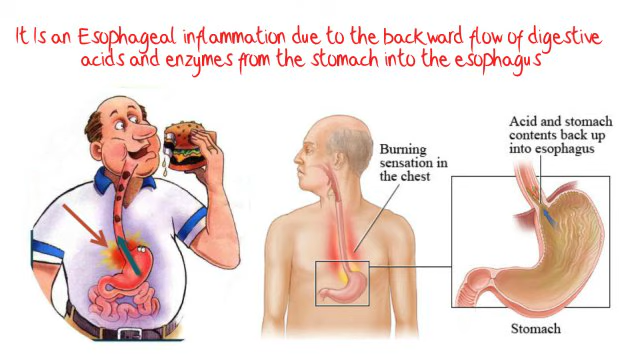 It Is an Esophageal inflammation due to the backward flow of digestive
acids and enzymes from the stomach into the esophagus
Burning
sensation in
the chest
Acid and stomach
contents back up
into esophagus
Stomach